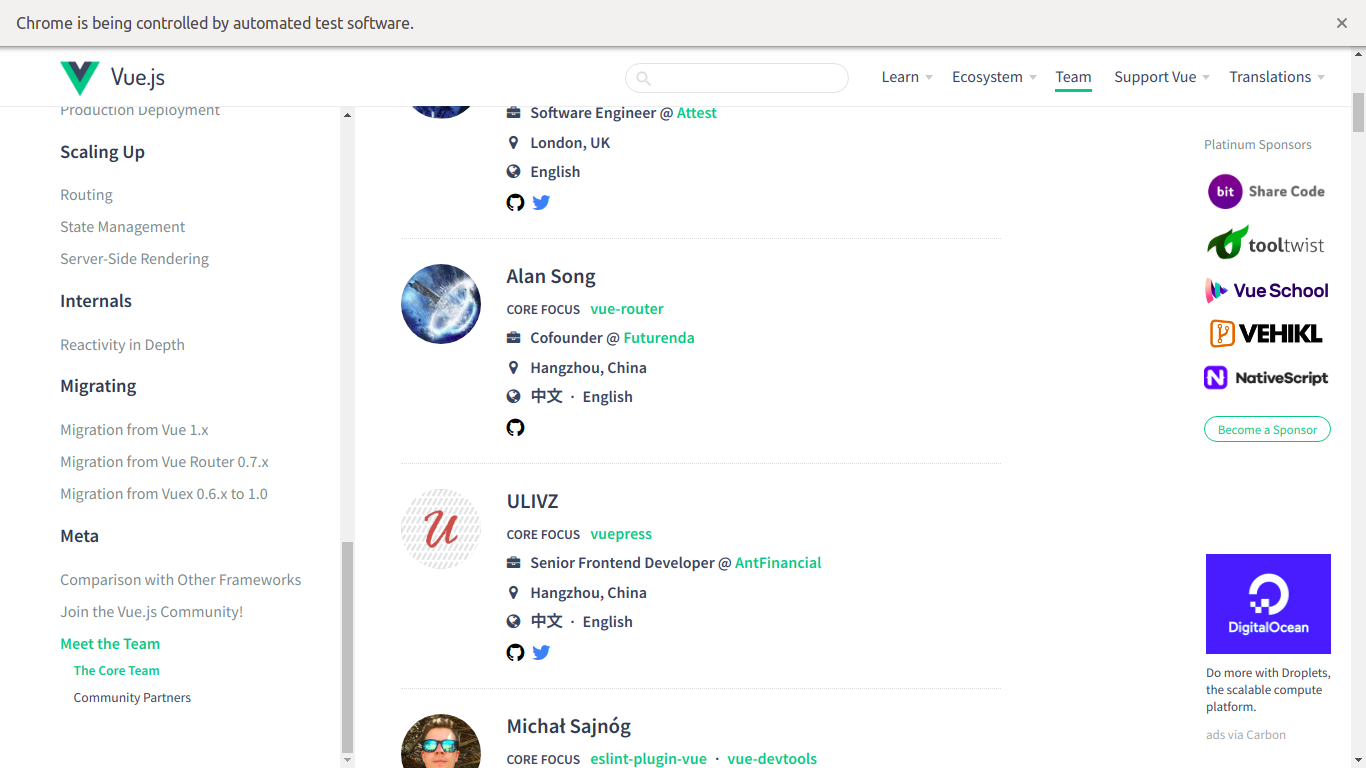 Chrome is being controlled by automated test software.
Vue.js
Learn
Ecosystem
Team
Support Vue
Translations
Production Deployment
Scaling Up
Routing
State Management
Server-Side Rendering
Internals
Reactivity in Depth
Migrating
Migration from Vue 1.x
Migration from Vue Router 0.7.x
Migration from Vuex 0.6.x to 1.0
Meta
Comparison with Other Frameworks
Join the Vue.js Community!
Meet the Team
The Core Team
Community Partners
Software Engineer @ Attest
London, UK
English
Alan Song
CORE FOCUS vue-router
Cofounder @ Futurenda
Hangzhou, China
中文 · English
U
ULIVZ
CORE FOCUS vuepress
Senior Frontend Developer @ AntFinancial
Hangzhou, China
中文 · English
Michał Sajnóg
CORE FOCUS eslint-plugin-vue · vue-devtools
Platinum Sponsors
bit Share Code
tooltwist
Vue School
VEHIKL
N NativeScript
Become a Sponsor
DigitalOcean
Do more with Droplets,
the scalable compute
platform.
ads via Carbon